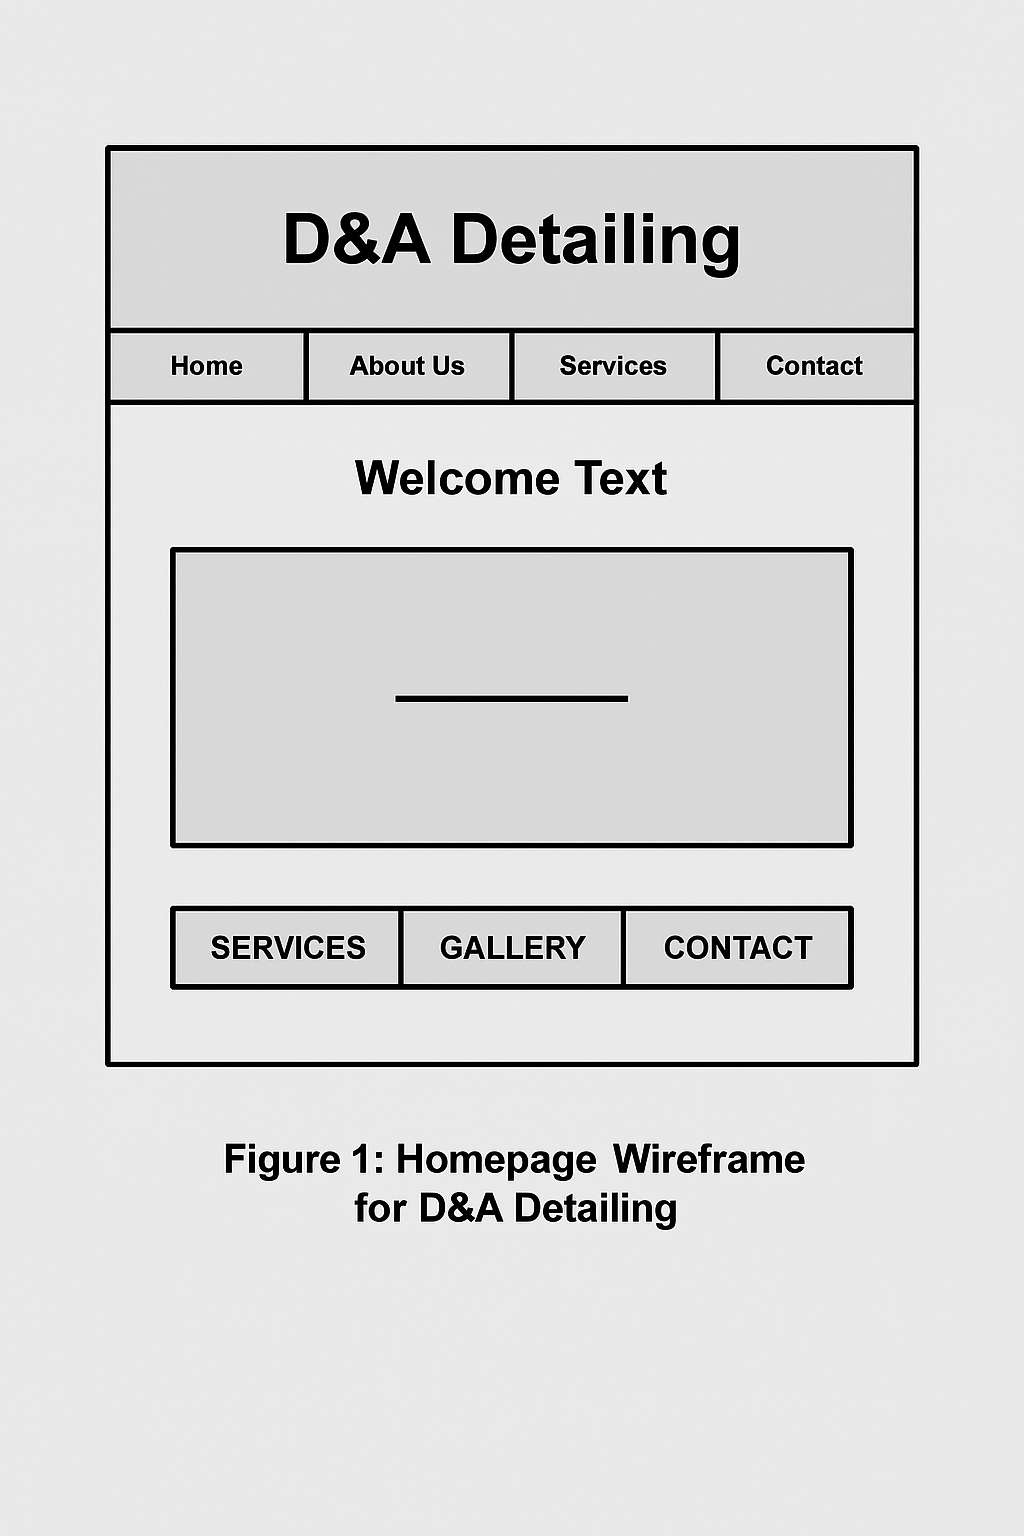 D&A Detailing
Home About Us Services Contact
Welcome Text
SERVICES GALLERY CONTACT
Figure 1: Homepage Wireframe
for D&A Detailing